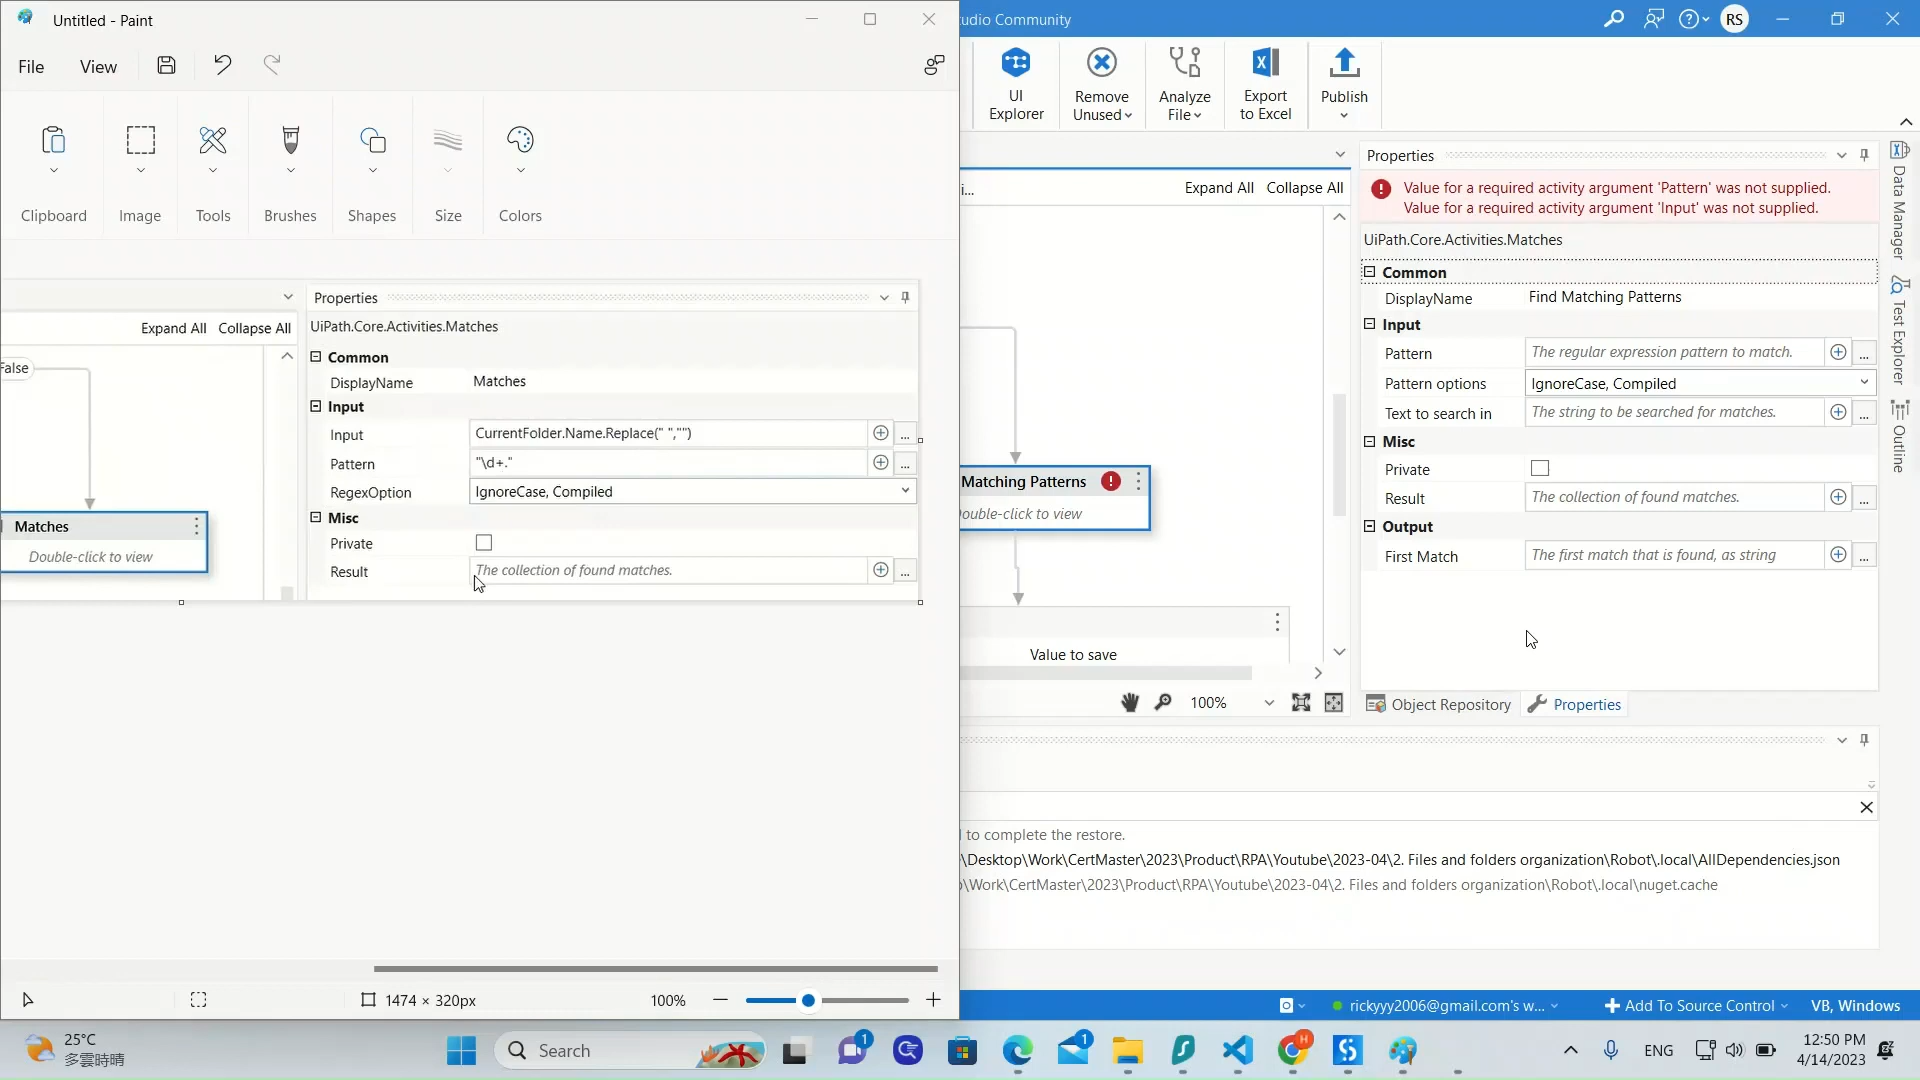 Untitled - Paint
File
View
Clipboard
Image
Tools
Brushes
Shapes
Size
Colors
Properties
Expand All Collapse All
UiPath.Core.Activities.Matches
Common
DisplayName Matches
Input
Input CurrentFolder.Name.Replace(" ","") ...
Pattern "\d+." ...
RegexOption IgnoreCase, Compiled
Misc
Private
Result The collection of found matches. ...
False
Matches
Double-click to view
1474 × 320px
100%
udio Community
RS
UI
Explorer
Remove
Unused
Analyze
File
Export
to Excel
Publish
i...
Expand All Collapse All
Matching Patterns
Double-click to view
Value to save
100%
Properties
Value for a required activity argument 'Pattern' was not supplied.
Value for a required activity argument 'Input' was not supplied.
UiPath.Core.Activities.Matches
Common
DisplayName Find Matching Patterns
Input
Pattern The regular expression pattern to match. ...
Pattern options IgnoreCase, Compiled
Text to search in The string to be searched for matches. ...
Misc
Private
Result The collection of found matches. ...
Output
First Match The first match that is found, as string ...
Object Repository
Properties
Data Manager
Test Explorer
Outline
to complete the restore.
\Desktop\Work\CertMaster\2023\Product\RPA\Youtube\2023-04\2. Files and folders organization\Robot\.local\AllDependencies.json
\Work\CertMaster\2023\Product\RPA\Youtube\2023-04\2. Files and folders organization\Robot\.local\nuget.cache
rickyyy2006@gmail.com's w...
Add To Source Control
VB, Windows
25°C
多雲時晴
Search
1
1
H
ENG
12:50 PM
4/14/2023